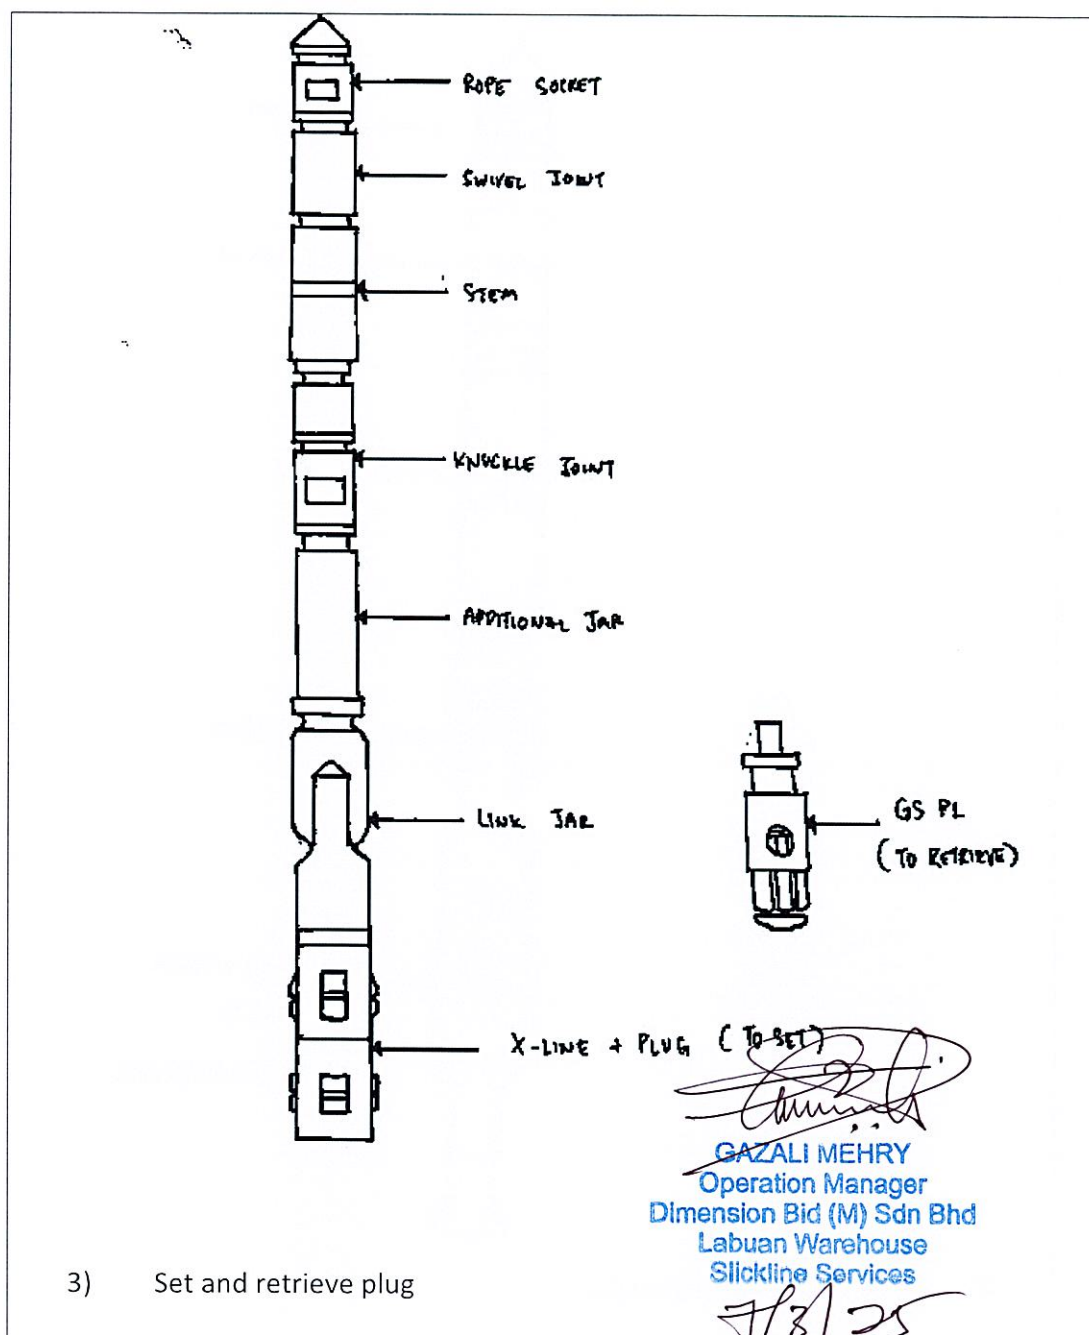 ROPE SOCKET
SWIVEL JOINT
STEM
KNUCKLE JOINT
ADDITIONAL JAR
LINK JAR
GS PL
(TO RETRIEVE)
X-LINE + PLUG (TO SET)
GAZALI MEHRY
Operation Manager
Dimension Bid (M) Sdn Bhd
Labuan Warehouse
Slickline Services
3) Set and retrieve plug
7/3/25